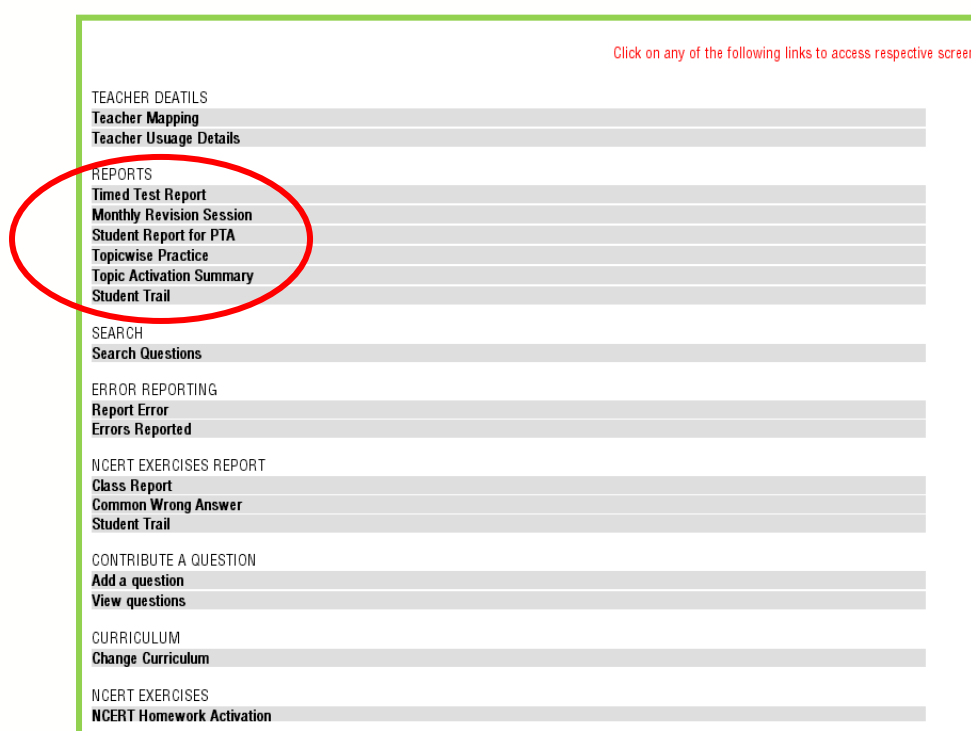 Click on any of the following links to access respective screen
TEACHER DEATILS
Teacher Mapping
Teacher Usuage Details
REPORTS
Timed Test Report
Monthly Revision Session
Student Report for PTA
Topicwise Practice
Topic Activation Summary
Student Trail
SEARCH
Search Questions
ERROR REPORTING
Report Error
Errors Reported
NCERT EXERCISES REPORT
Class Report
Common Wrong Answer
Student Trail
CONTRIBUTE A QUESTION
Add a question
View questions
CURRICULUM
Change Curriculum
NCERT EXERCISES
NCERT Homework Activation